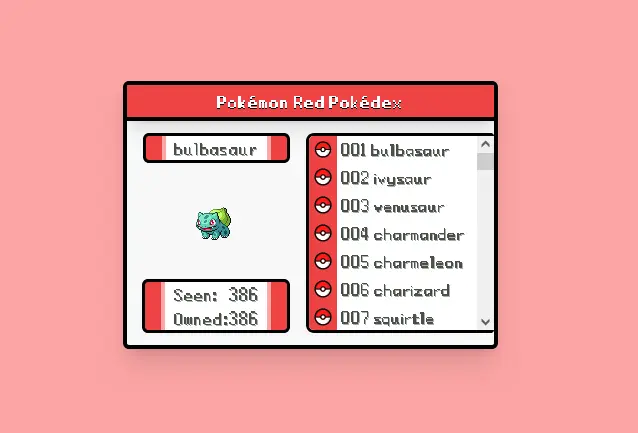 Pokémon Red Pokédex
bulbasaur
Seen: 386
Owned:386
001 bulbasaur
002 ivysaur
003 venusaur
004 charmander
005 charmeleon
006 charizard
007 squirtle